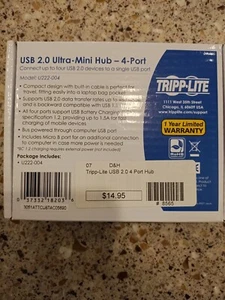 USB 2.0 Ultra-Mini Hub – 4-Port
Connect up to four USB 2.0 devices to a single USB port
Model: U222-004
• Compact design with built in cable is perfect for
travel, fitting easily into a laptop bag pocket
• Supports USB 2.0 data transfer rates up to
and is backward compatible with USB 1.1
• All four ports support USB Battery Charging
specification 1.2, providing up to 1.5A for
of mobile devices
• Bus powered through computer USB port
• Includes Micro B port for an additional connection
to computer in case more power is needed
Package Includes:
• U222-004
TRIPP·LITE
1111 West 35th Street
Chicago, IL 60609 USA
www.tripplite.com/support
1 Year Limited
WARRANTY
RoHS
07 D&H
Tripp-Lite USB 2.0 4 Port Hub
$14.95
# 8565
0 37332 18203